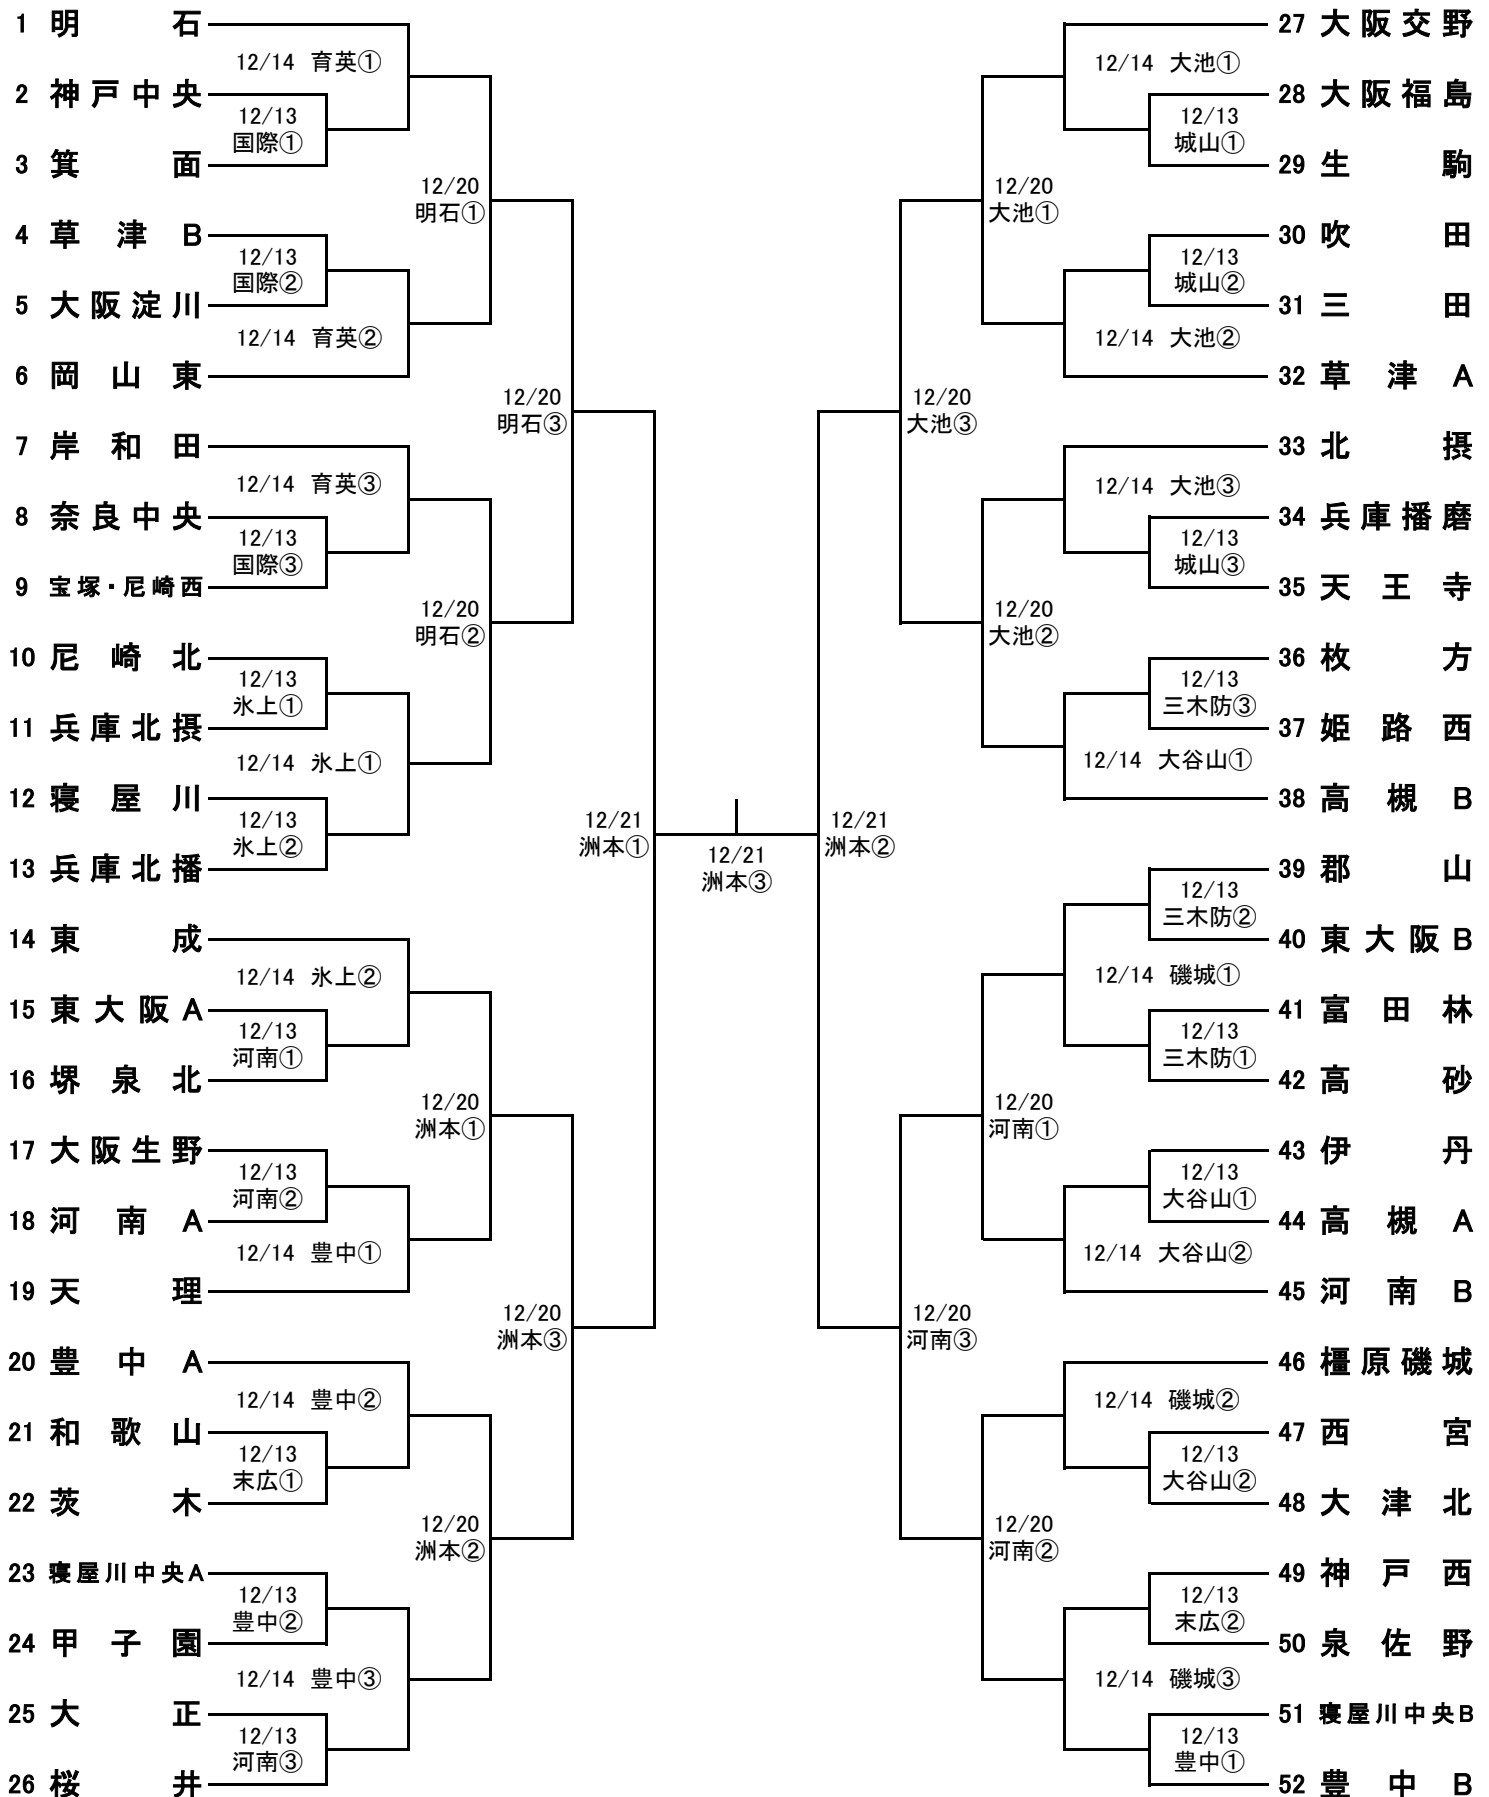 1 明石
12/14 育英①
2 神戸中央
12/13
国際①
3 箕面
12/20
明石①
4 草津B
12/13
国際②
5 大阪淀川
12/14 育英②
6 岡山東
12/20
明石③
7 岸和田
12/14 育英③
8 奈良中央
12/13
国際③
9 宝塚・尼崎西
12/20
明石②
10 尼崎北
12/13
氷上①
11 兵庫北摂
12/14 氷上①
12 寝屋川
12/13
氷上②
13 兵庫北播
12/21
洲本①
14 東成
12/14 氷上②
15 東大阪A
12/13
河南①
16 堺泉北
12/20
洲本①
17 大阪生野
12/13
河南②
18 河南A
12/14 豊中①
19 天理
12/20
洲本③
20 豊中A
12/14 豊中②
21 和歌山
12/13
末広①
22 茨木
12/20
洲本②
23 寝屋川中央A
12/13
豊中②
24 甲子園
12/14 豊中③
25 大正
12/13
河南③
26 桜井
12/21
洲本③
27 大阪交野
12/14 大池①
28 大阪福島
12/13
城山①
29 生駒
12/20
大池①
30 吹田
12/13
城山②
31 三田
12/14 大池②
32 草津A
12/20
大池③
33 北摂
12/14 大池③
34 兵庫播磨
12/13
城山③
35 天王寺
12/20
大池②
36 枚方
12/13
三木防③
37 姫路西
12/14 大谷山①
38 高槻B
12/21
洲本②
39 郡山
12/13
三木防②
40 東大阪B
12/14 磯城①
41 富田林
12/13
三木防①
42 高砂
12/20
河南①
43 伊丹
12/13
大谷山①
44 高槻A
12/14 大谷山②
45 河南B
12/20
河南③
46 橿原磯城
12/14 磯城②
47 西宮
12/13
大谷山②
48 大津北
12/20
河南②
49 神戸西
12/13
末広②
50 泉佐野
12/14 磯城③
51 寝屋川中央B
12/13
豊中①
52 豊中B